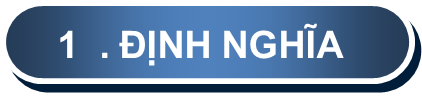 1 . ĐỊNH NGHĨA